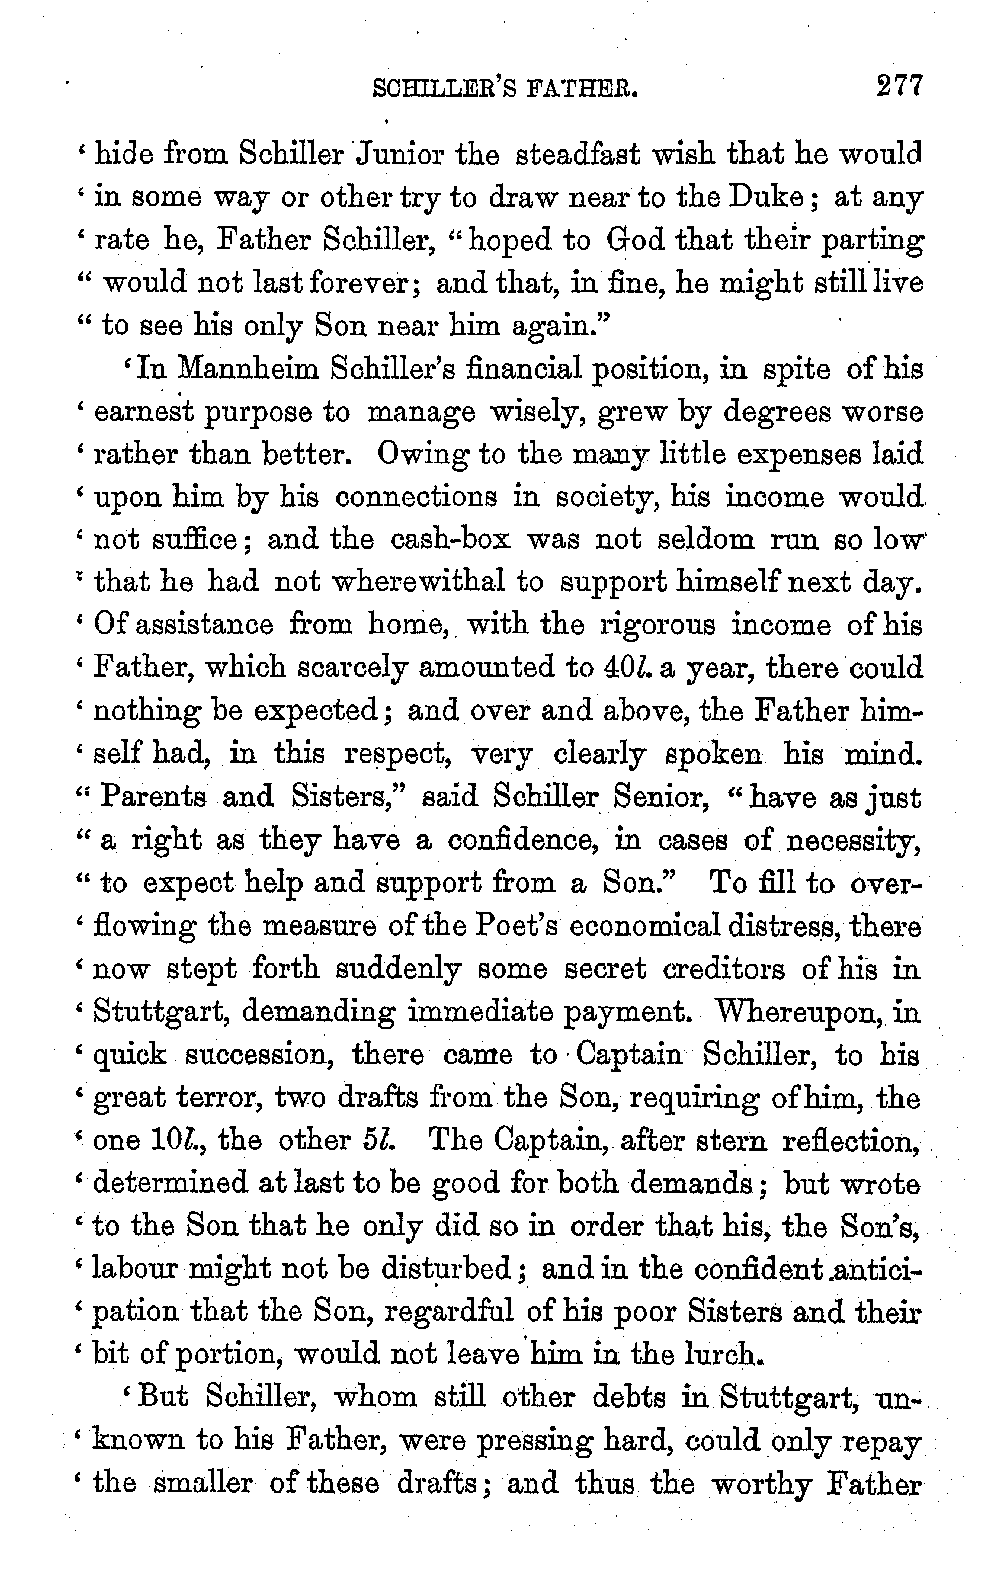 SCHILLER'S FATHER. 277
‘ hide from Schiller Junior the steadfast wish that he would
‘ in some way or other try to draw near to the Duke; at any
‘ rate he, Father Schiller, “hoped to God that their parting
“ would not last forever; and that, in fine, he might still live
“ to see his only Son near him again.”
‘In Mannheim Schiller’s financial position, in spite of his
‘ earnest purpose to manage wisely, grew by degrees worse
‘ rather than better. Owing to the many little expenses laid
‘ upon him by his connections in society, his income would
‘ not suffice; and the cash-box was not seldom run so low
‘ that he had not wherewithal to support himself next day.
‘ Of assistance from home, with the rigorous income of his
‘ Father, which scarcely amounted to 40l. a year, there could
‘ nothing be expected; and over and above, the Father him-
‘ self had, in this respect, very clearly spoken his mind.
“ Parents and Sisters,” said Schiller Senior, “have as just
“ a right as they have a confidence, in cases of necessity,
“ to expect help and support from a Son.” To fill to over-
‘ flowing the measure of the Poet’s economical distress, there
‘ now stept forth suddenly some secret creditors of his in
‘ Stuttgart, demanding immediate payment. Whereupon, in
‘ quick succession, there came to Captain Schiller, to his
‘ great terror, two drafts from the Son, requiring of him, the
‘ one 10l., the other 5l. The Captain, after stern reflection,
‘ determined at last to be good for both demands; but wrote
‘ to the Son that he only did so in order that his, the Son’s,
‘ labour might not be disturbed; and in the confident antici-
‘ pation that the Son, regardful of his poor Sisters and their
‘ bit of portion, would not leave him in the lurch.
‘But Schiller, whom still other debts in Stuttgart, un-
‘ known to his Father, were pressing hard, could only repay
‘ the smaller of these drafts; and thus the worthy Father